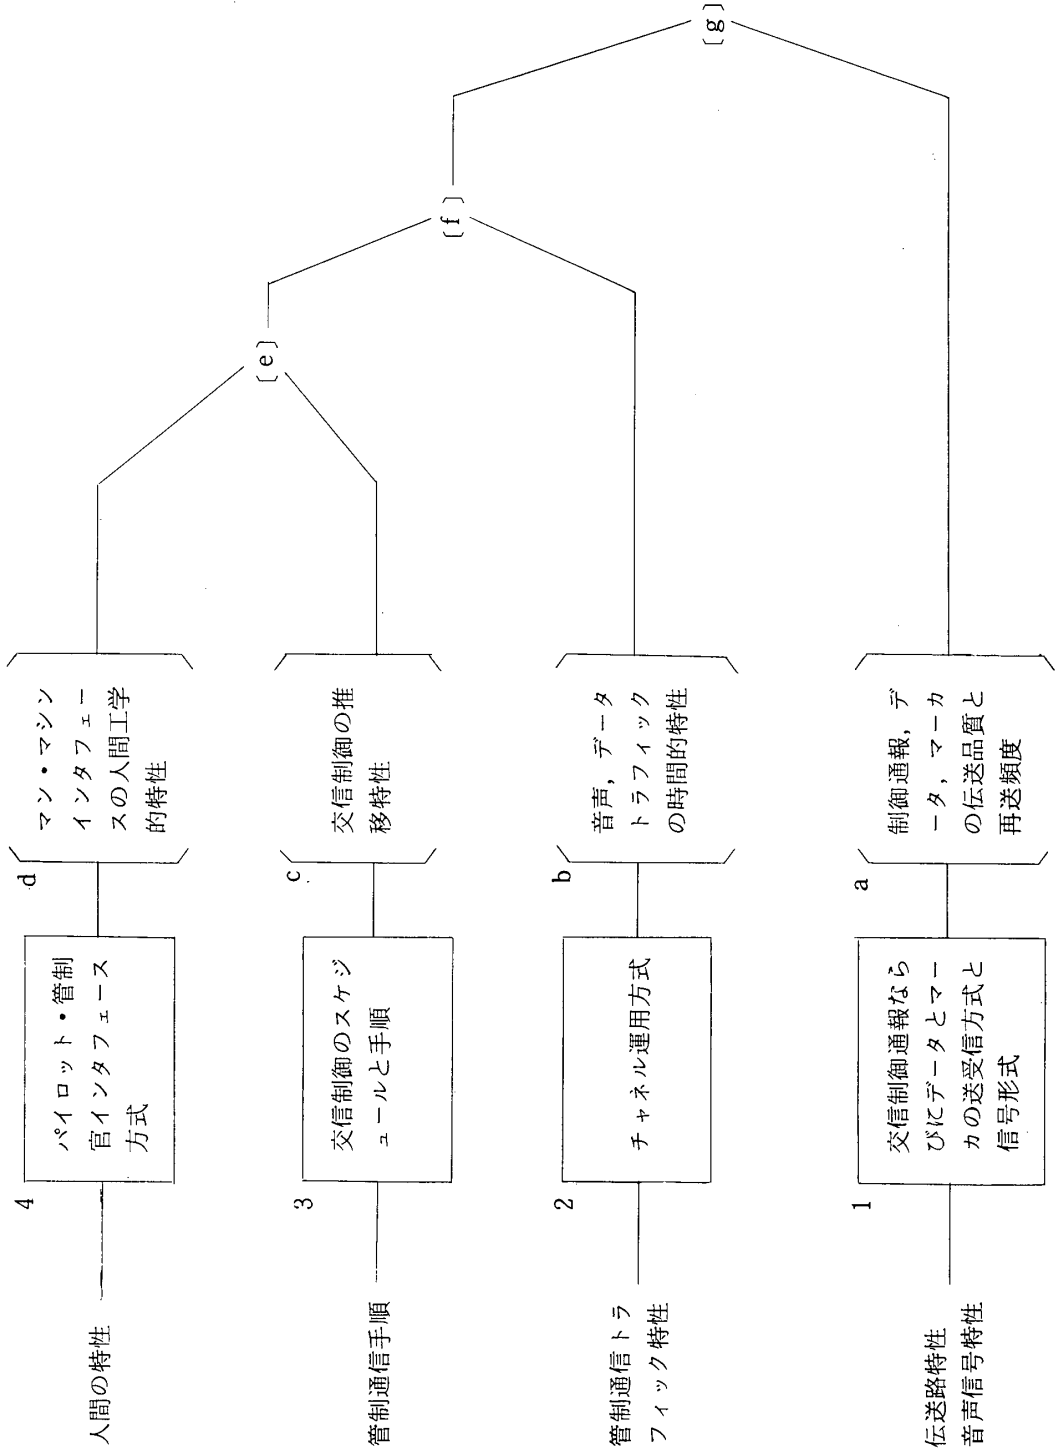 人間の特性
4
パイロット・管制
官インタフェース
方式
d
マン・マシン
インタフェー
スの人間工学
的特性
管制通信手順
3
交信制御のスケジ
ュールと手順
c
交信制御の推
移特性
〔e〕
管制通信トラ
フィック特性
2
チャネル運用方式
b
音声，データ
トラフィック
の時間的特性
〔f〕
伝送路特性
音声信号特性
1
交信制御通報なら
びにデータとマー
カの送受信方式と
信号形式
a
制御通報，デ
ータ，マーカ
の伝送品質と
再送頻度
〔g〕